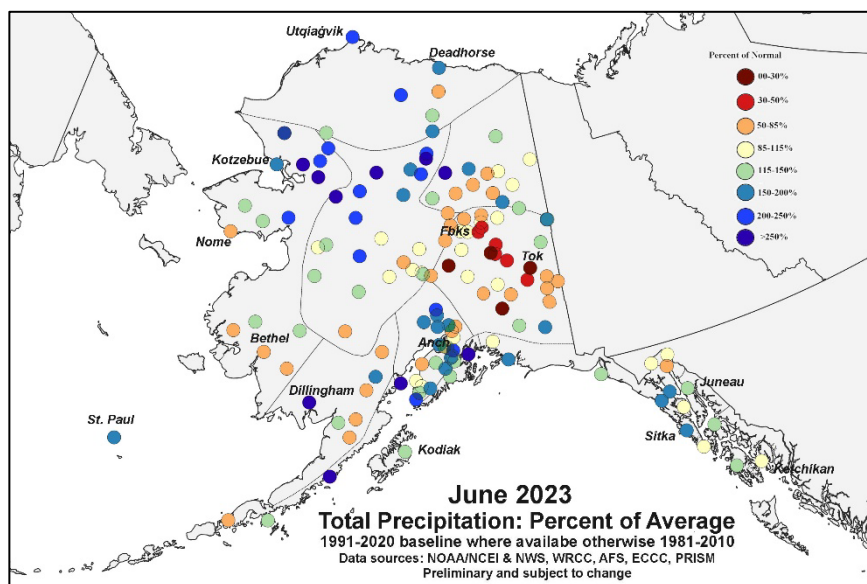 Utqiaġvik
Deadhorse
Percent of Normal
00-30%
30-50%
50-85%
85-115%
115-150%
150-200%
200-250%
>250%
Kotzebue
Nome
Fbks
Tok
Bethel
Anch
Dillingham
Juneau
St. Paul
Sitka
Kodiak
Ketchikan
June 2023
Total Precipitation: Percent of Average
1991-2020 baseline where availabe otherwise 1981-2010
Data sources: NOAA/NCEI & NWS, WRCC, AFS, ECCC, PRISM
Preliminary and subject to change